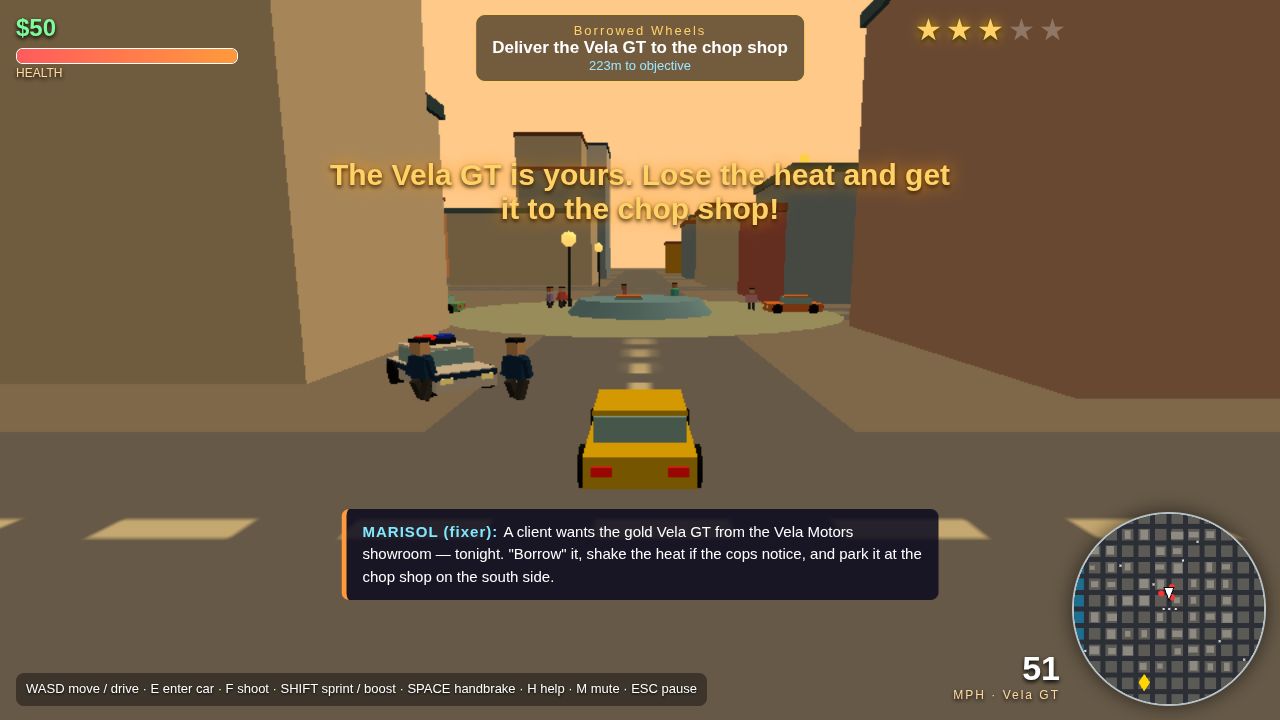 $50
HEALTH
Borrowed Wheels
Deliver the Vela GT to the chop shop
223m to objective
The Vela GT is yours. Lose the heat and get
it to the chop shop!
MARISOL (fixer): A client wants the gold Vela GT from the Vela Motors
showroom — tonight. "Borrow" it, shake the heat if the cops notice, and park it at the
chop shop on the south side.
WASD move / drive · E enter car · F shoot · SHIFT sprint / boost · SPACE handbrake · H help · M mute · ESC pause
51
MPH · Vela GT